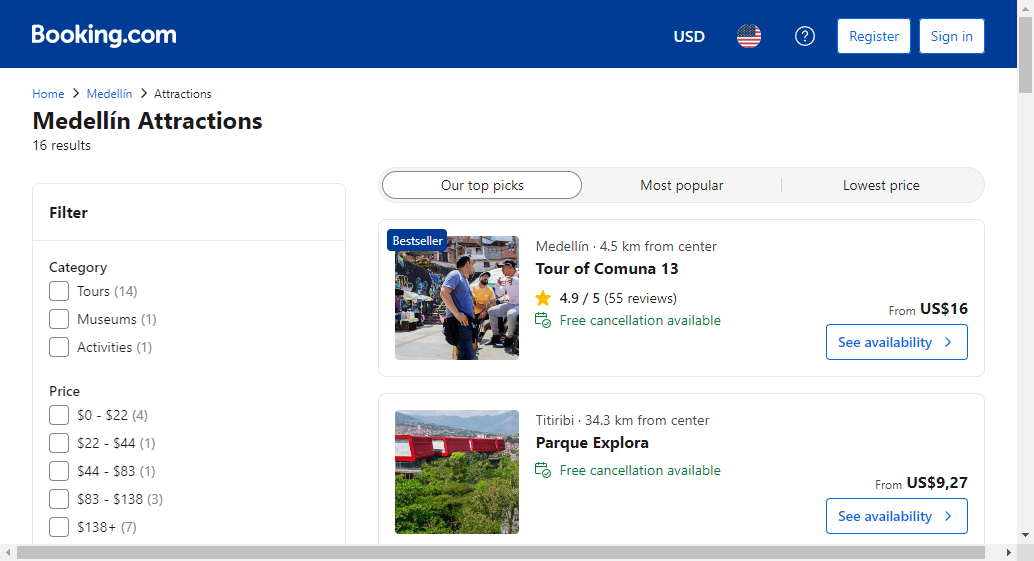 Booking.com
USD
Register
Sign in
Home > Medellín > Attractions
Medellín Attractions
16 results
Filter
Category
Tours (14)
Museums (1)
Activities (1)
Price
$0 - $22 (4)
$22 - $44 (1)
$44 - $83 (1)
$83 - $138 (3)
$138+ (7)
Our top picks
Most popular
Lowest price
Bestseller
Medellín · 4.5 km from center
Tour of Comuna 13
4.9 / 5 (55 reviews)
Free cancellation available
From US$16
See availability
Titiribi · 34.3 km from center
Parque Explora
Free cancellation available
From US$9,27
See availability